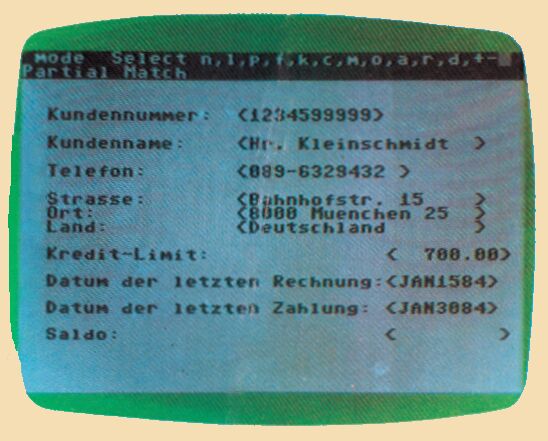 mode Select n,l,p,f,k,c,m,o,a,r,d,+-
Partial Match
Kundennummer: <1234599999>
Kundenname: <Hr. Kleinschmidt >
Telefon: <089-6329432 >
Strasse: <Bahnhofstr. 15 >
Ort: <8000 Muenchen 25 >
Land: <Deutschland >
Kredit-Limit: < 700.00>
Datum der letzten Rechnung:<JAN1584>
Datum der letzten Zahlung: <JAN3084>
Saldo: < >